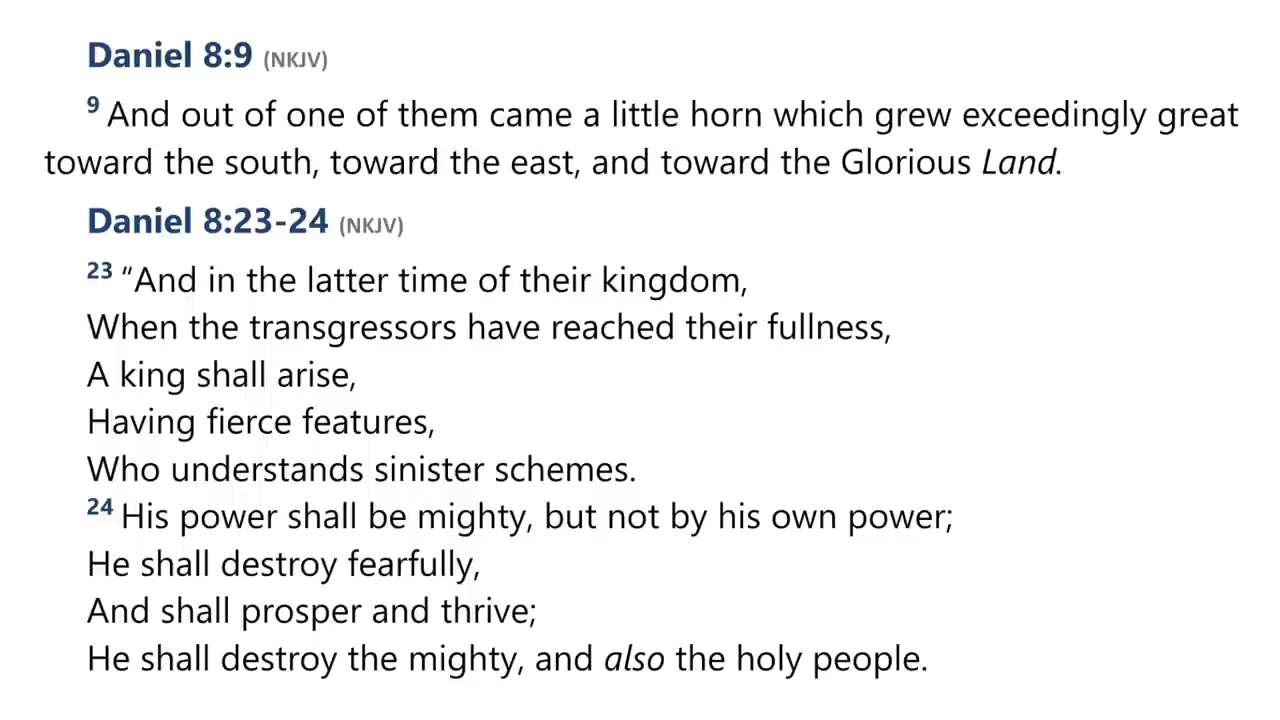 Daniel 8:9 (NKJV)
9 And out of one of them came a little horn which grew exceedingly great
toward the south, toward the east, and toward the Glorious Land.
Daniel 8:23-24 (NKJV)
23 “And in the latter time of their kingdom,
When the transgressors have reached their fullness,
A king shall arise,
Having fierce features,
Who understands sinister schemes.
24 His power shall be mighty, but not by his own power;
He shall destroy fearfully,
And shall prosper and thrive;
He shall destroy the mighty, and also the holy people.